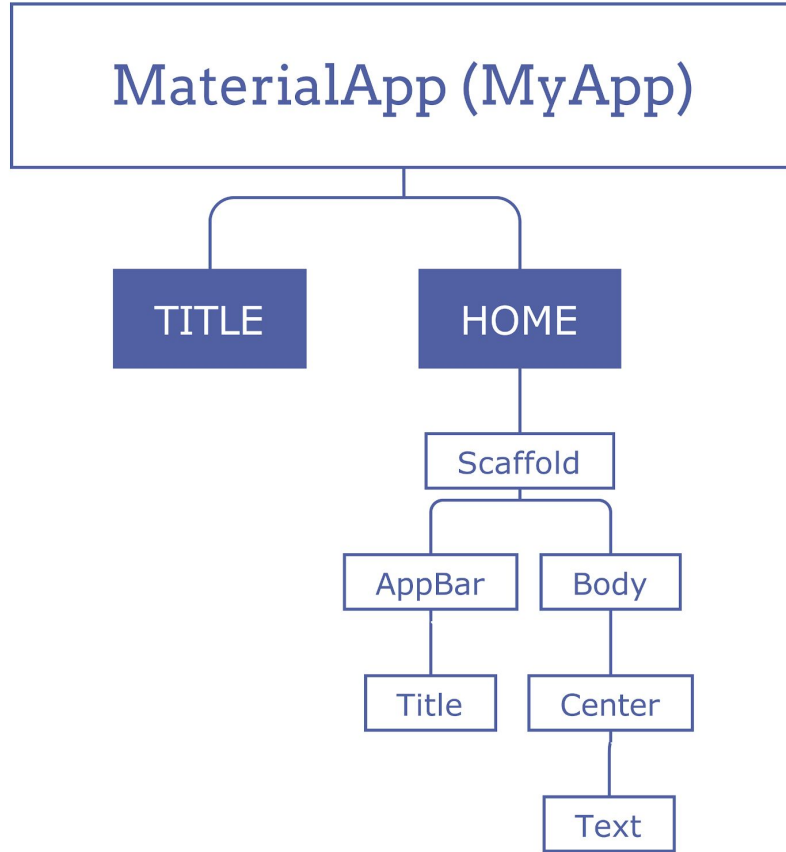 MaterialApp (MyApp)
TITLE
HOME
Scaffold
AppBar
Body
Title
Center
Text